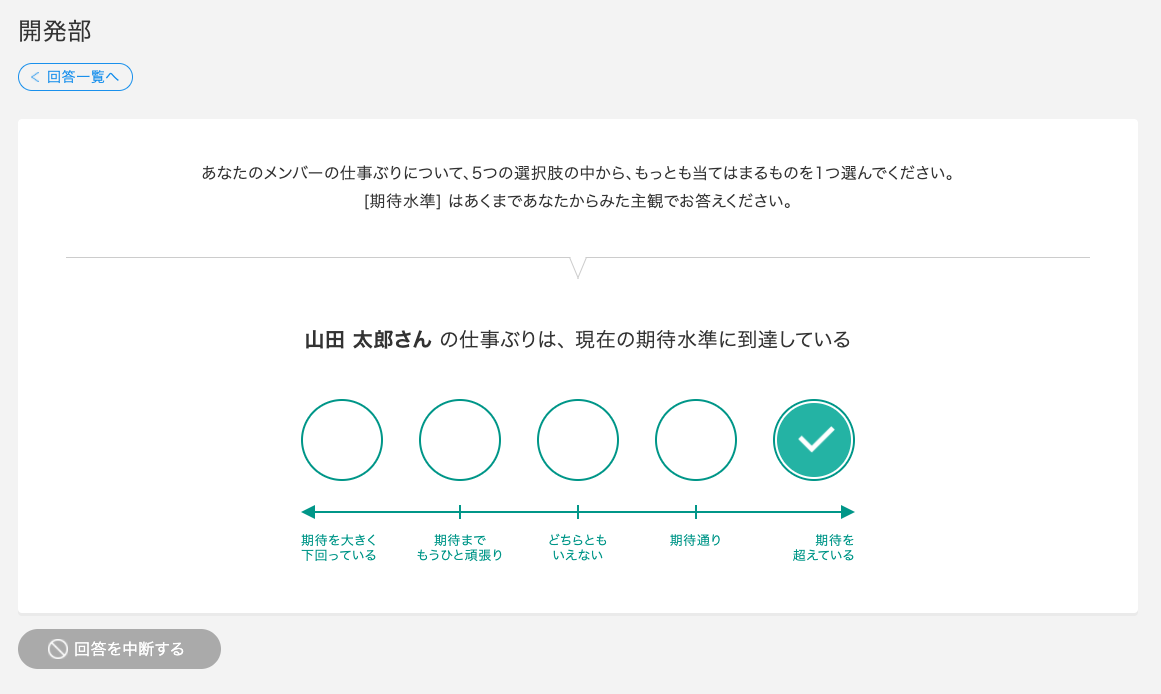 開発部
回答一覧へ
あなたのメンバーの仕事ぶりについて、5つの選択肢の中から、もっとも当てはまるものを1つ選んでください。
[期待水準] はあくまであなたからみた主観でお答えください。
山田 太郎さん の仕事ぶりは、現在の期待水準に到達している
期待を大きく
下回っている
期待まで
もうひと頑張り
どちらとも
いえない
期待通り
期待を
超えている
回答を中断する